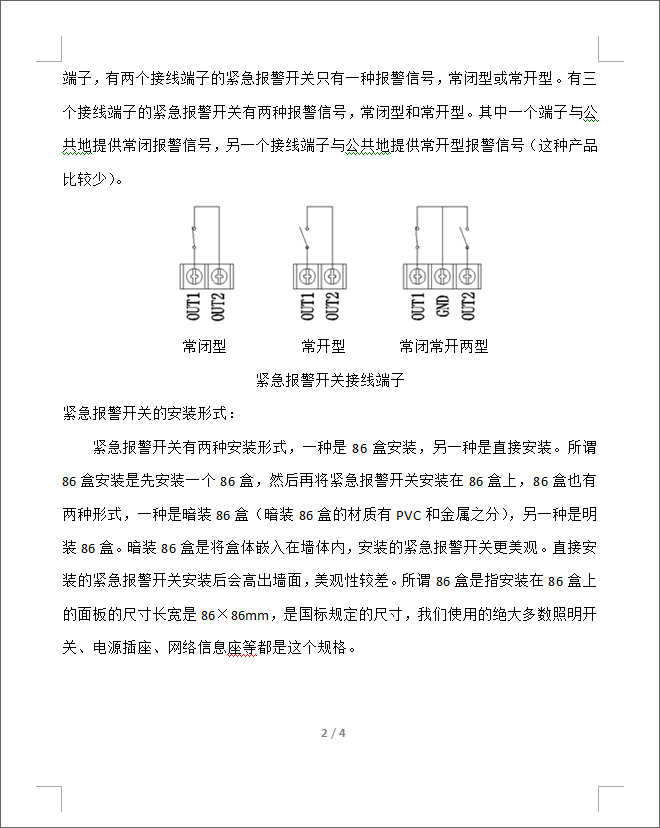 端子，有两个接线端子的紧急报警开关只有一种报警信号，常闭型或常开型。有三
个接线端子的紧急报警开关有两种报警信号，常闭型和常开型。其中一个端子与公
共地提供常闭报警信号，另一个接线端子与公共地提供常开型报警信号（这种产品
比较少）。
OUT1 OUT2 OUT1 OUT2 OUT1 GND OUT2
常闭型 常开型 常闭常开两型
紧急报警开关接线端子
紧急报警开关的安装形式：
紧急报警开关有两种安装形式，一种是 86 盒安装，另一种是直接安装。所谓
86 盒安装是先安装一个 86 盒，然后再将紧急报警开关安装在 86 盒上，86 盒也有
两种形式，一种是暗装 86 盒（暗装 86 盒的材质有 PVC 和金属之分），另一种是明
装 86 盒。暗装 86 盒是将盒体嵌入在墙体内，安装的紧急报警开关更美观。直接安
装的紧急报警开关安装后会高出墙面，美观性较差。所谓 86 盒是指安装在 86 盒上
的面板的尺寸长宽是 86×86mm，是国标规定的尺寸，我们使用的绝大多数照明开
关、电源插座、网络信息座等都是这个规格。
2 / 4